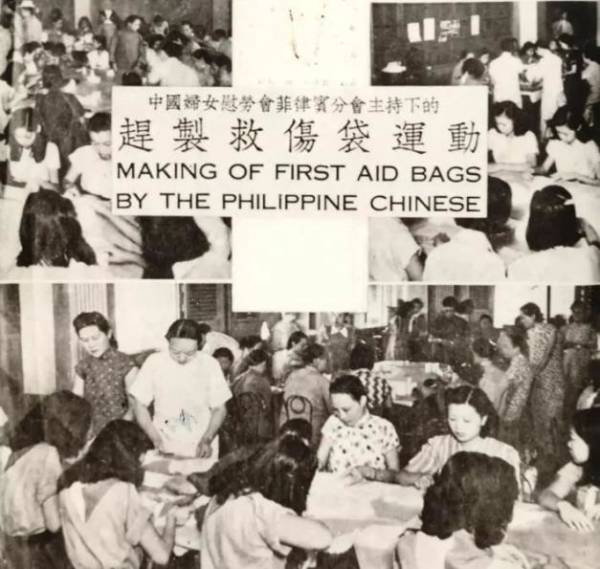 中國婦女慰勞會菲律賓分會主持下的
趕製救傷袋運動
MAKING OF FIRST AID BAGS
BY THE PHILIPPINE CHINESE